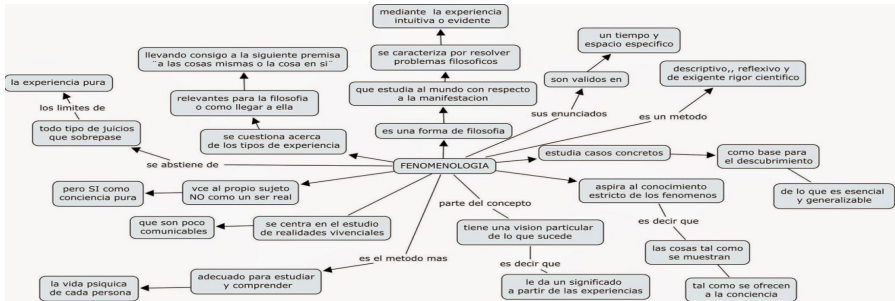 mediante la experiencia
intuitiva o evidente
un tiempo y
espacio especifico
llevando consigo a la siguiente premisa
¨a las cosas mismas o la cosa en si¨
se caracteriza por resolver
problemas filosoficos
descriptivo,, reflexivo y
de exigente rigor cientifico
la experiencia pura
son validos en
relevantes para la filosofia
o como llegar a ella
que estudia al mundo con respecto
a la manifestacion
los limites de
sus enunciados
es un metodo
todo tipo de juicios
que sobrepase
se cuestiona acerca
de los tipos de experiencia
es una forma de filosofia
se abstiene de
FENOMENOLOGIA
estudia casos concretos
como base para
el descubrimiento
pero SI como
conciencia pura
vce al propio sujeto
NO como un ser real
aspira al conocimiento
estricto de los fenomenos
de lo que es esencial
y generalizable
parte del concepto
que son poco
comunicables
se centra en el estudio
de realidades vivenciales
tiene una vision particular
de lo que sucede
es decir que
las cosas tal como
se muestran
es el metodo mas
es decir que
la vida psiquica
de cada persona
adecuado para estudiar
y comprender
le da un significado
a partir de las experiencias
tal como se ofrecen
a la conciencia